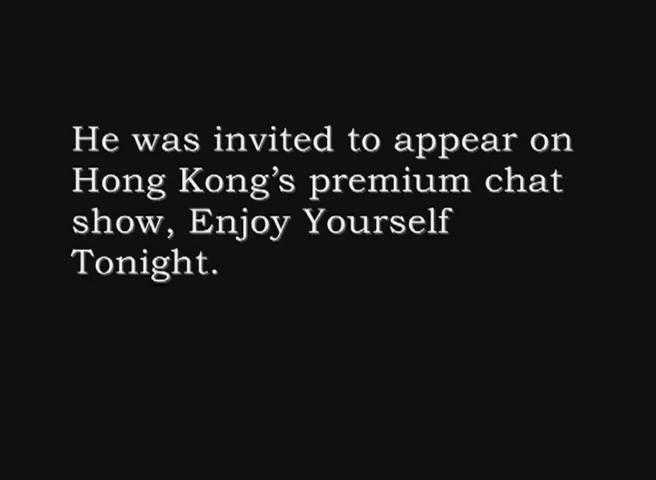 He was invited to appear on
Hong Kong’s premium chat
show, Enjoy Yourself
Tonight.